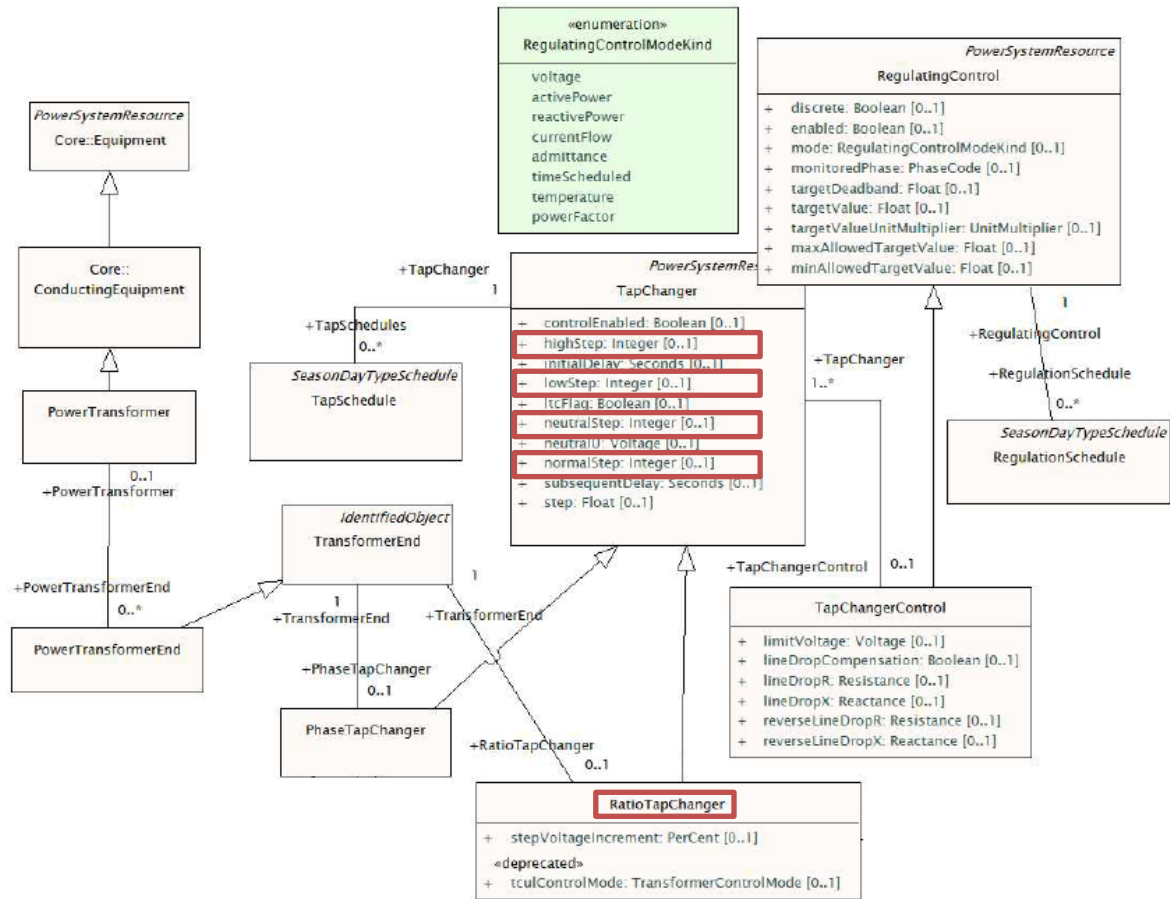 «enumeration»
RegulatingControlModeKind
voltage
activePower
reactivePower
currentFlow
admittance
timeScheduled
temperature
powerFactor
PowerSystemResource
RegulatingControl
+ discrete: Boolean [0..1]
+ enabled: Boolean [0..1]
+ mode: RegulatingControlModeKind [0..1]
+ monitoredPhase: PhaseCode [0..1]
+ targetDeadband: Float [0..1]
+ targetValue: Float [0..1]
+ targetValueUnitMultiplier: UnitMultiplier [0..1]
+ maxAllowedTargetValue: Float [0..1]
+ minAllowedTargetValue: Float [0..1]
PowerSystemResource
Core::Equipment
Core::
ConductingEquipment
PowerTransformer
0..1
+PowerTransformer
+PowerTransformerEnd
0..*
PowerTransformerEnd
+TapChanger
1
+TapSchedules
0..*
SeasonDayTypeSchedule
TapSchedule
PowerSystemRes
TapChanger
+ controlEnabled: Boolean [0..1]
+ highStep: Integer [0..1]
+ initialDelay: Seconds [0..1]
+ lowStep: Integer [0..1]
+ ltcFlag: Boolean [0..1]
+ neutralStep: Integer [0..1]
+ neutralU: Voltage [0..1]
+ normalStep: Integer [0..1]
+ subsequentDelay: Seconds [0..1]
+ step: Float [0..1]
+TapChanger
1..*
1
+RegulatingControl
+RegulationSchedule
0..*
SeasonDayTypeSchedule
RegulationSchedule
IdentifiedObject
TransformerEnd
1
+TransformerEnd
1
+TransformerEnd
+PhaseTapChanger
0..1
PhaseTapChanger
+RatioTapChanger
0..1
+TapChangerControl
0..1
TapChangerControl
+ limitVoltage: Voltage [0..1]
+ lineDropCompensation: Boolean [0..1]
+ lineDropR: Resistance [0..1]
+ lineDropX: Reactance [0..1]
+ reverseLineDropR: Resistance [0..1]
+ reverseLineDropX: Reactance [0..1]
RatioTapChanger
+ stepVoltageIncrement: PerCent [0..1]
«deprecated»
+ tculControlMode: TransformerControlMode [0..1]